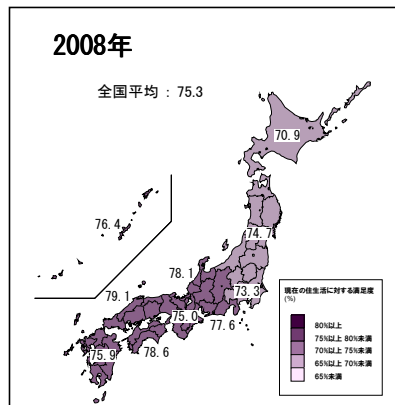 2008年
全国平均 : 75.3
70.9
76.4
74.7
78.1
79.1
73.3
75.0
77.6
75.9
78.6
現在の住生活に対する満足度
(%)
80%以上
75%以上 80%未満
70%以上 75%未満
65%以上 70%未満
65%未満